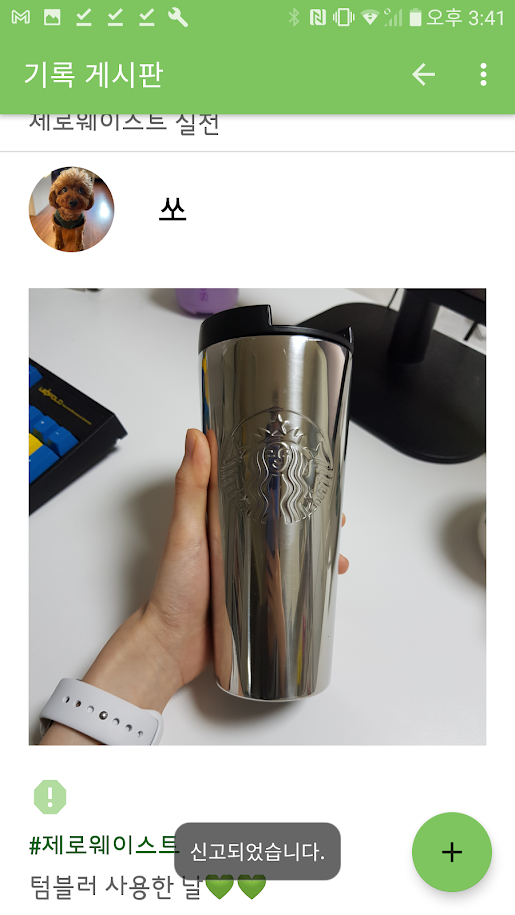 오후 3:41
기록 게시판
제로웨이스트 실전
쏘
#제로웨이스트
신고되었습니다.
텀블러 사용한 날💚💚